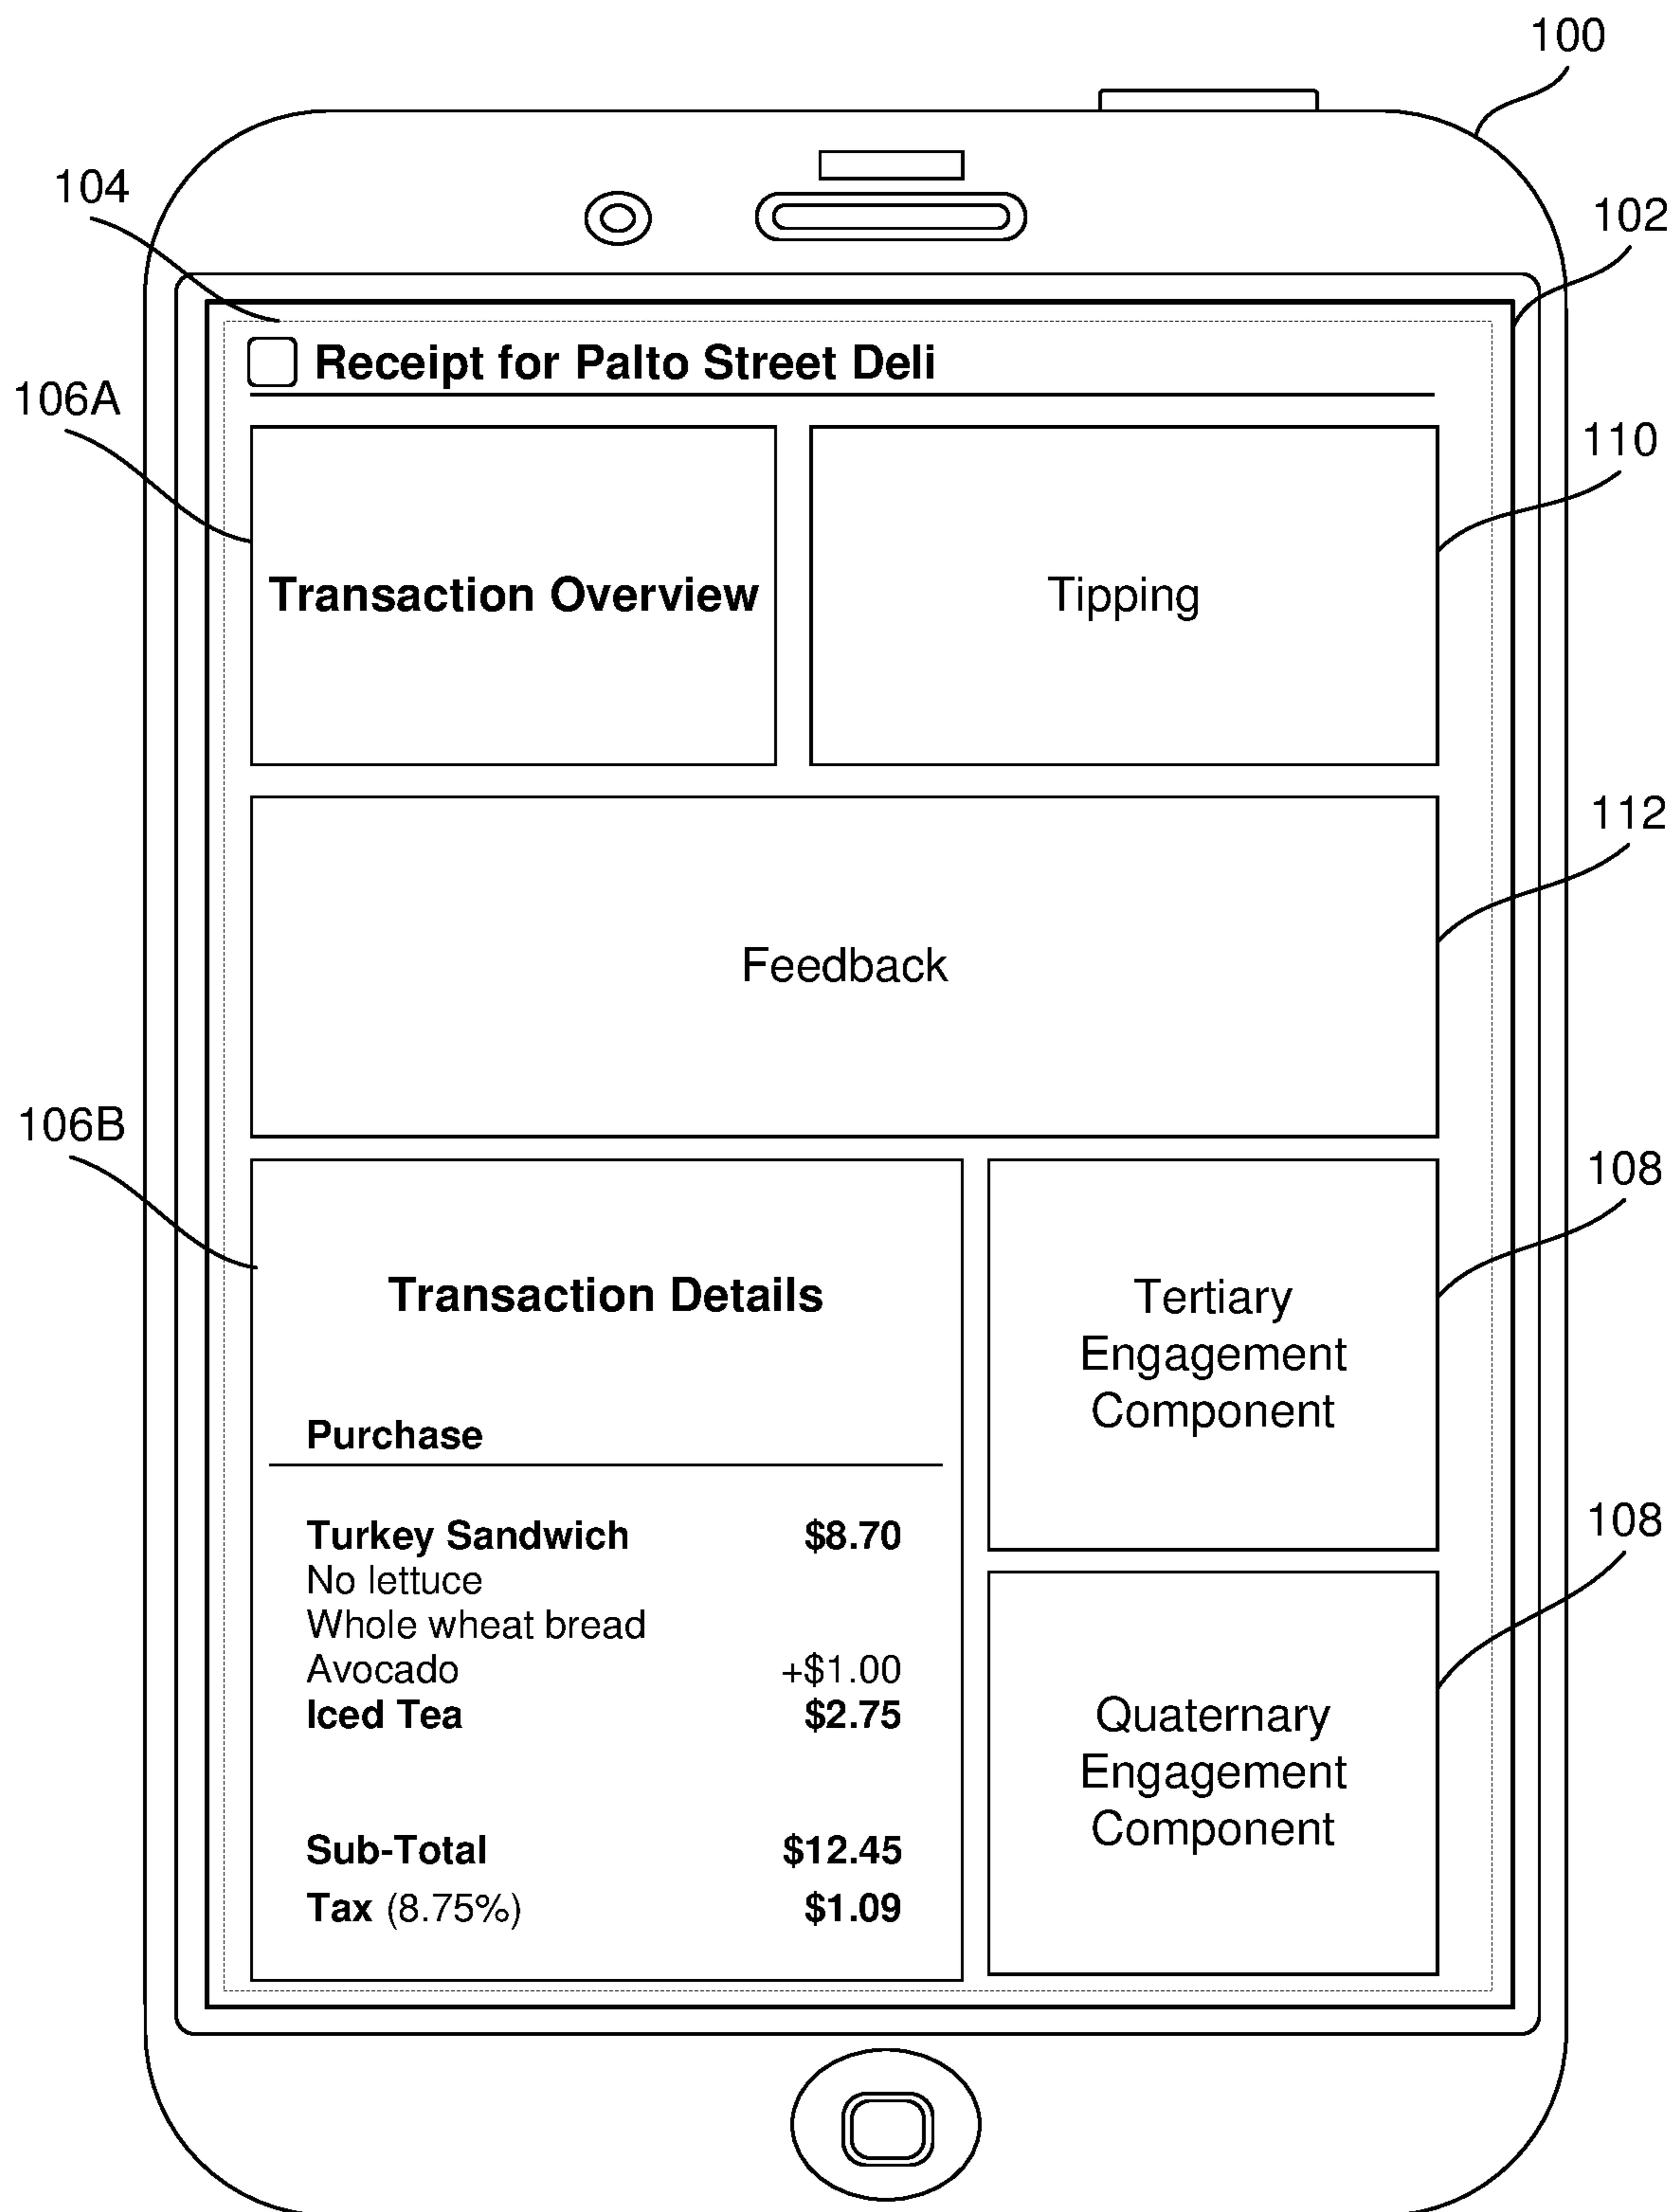 100
104
102
Receipt for Palto Street Deli
106A
110
Transaction Overview
Tipping
112
Feedback
106B
108
Transaction Details
Tertiary
Engagement
Component
Purchase
108
Turkey Sandwich $8.70
No lettuce
Whole wheat bread
Avocado +$1.00
Iced Tea $2.75
Quaternary
Engagement
Component
Sub-Total $12.45
Tax (8.75%) $1.09